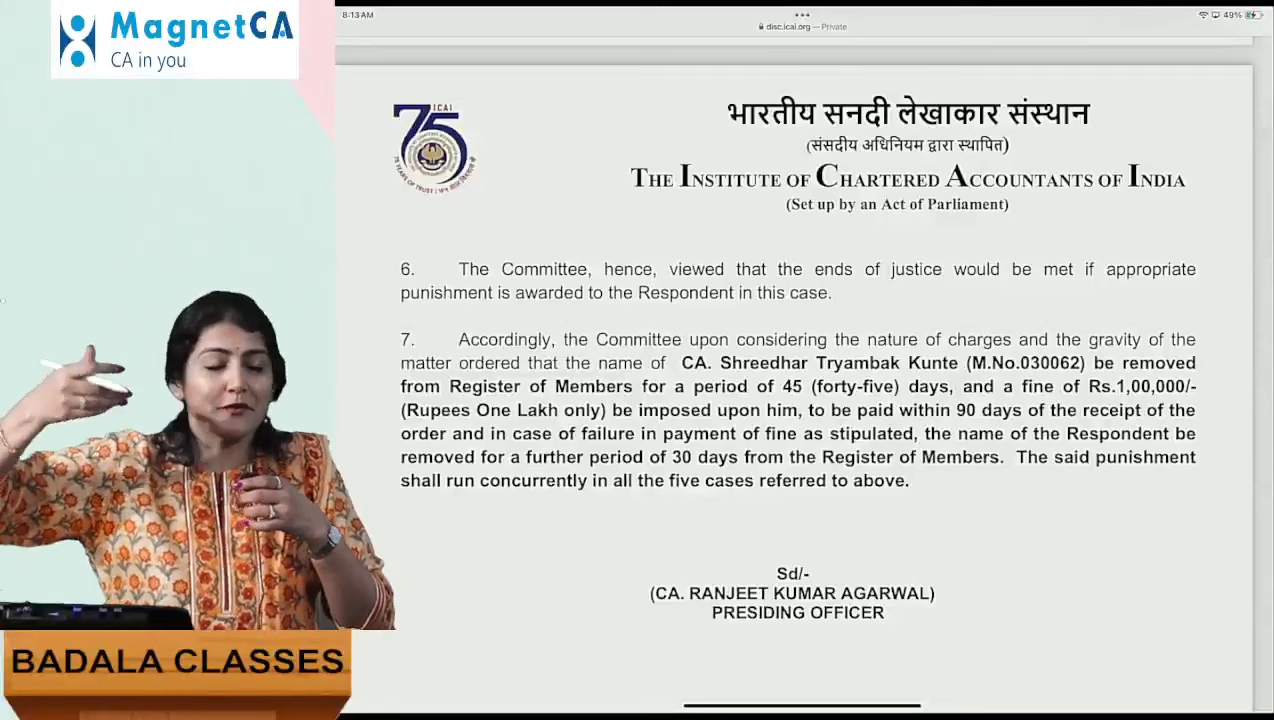 MagnetCA
CA in you
8:13 AM
disc.icai.org — Private
49%
ICAI
75
75 YEARS OF TRUST
भारतीय सनदी लेखाकार संस्थान
(संसदीय अधिनियम द्वारा स्थापित)
THE INSTITUTE OF CHARTERED ACCOUNTANTS OF INDIA
(Set up by an Act of Parliament)
6. The Committee, hence, viewed that the ends of justice would be met if appropriate
punishment is awarded to the Respondent in this case.
7. Accordingly, the Committee upon considering the nature of charges and the gravity of the
matter ordered that the name of CA. Shreedhar Tryambak Kunte (M.No.030062) be removed
from Register of Members for a period of 45 (forty-five) days, and a fine of Rs.1,00,000/-
(Rupees One Lakh only) be imposed upon him, to be paid within 90 days of the receipt of the
order and in case of failure in payment of fine as stipulated, the name of the Respondent be
removed for a further period of 30 days from the Register of Members. The said punishment
shall run concurrently in all the five cases referred to above.
Sd/-
(CA. RANJEET KUMAR AGARWAL)
PRESIDING OFFICER
BADALA CLASSES